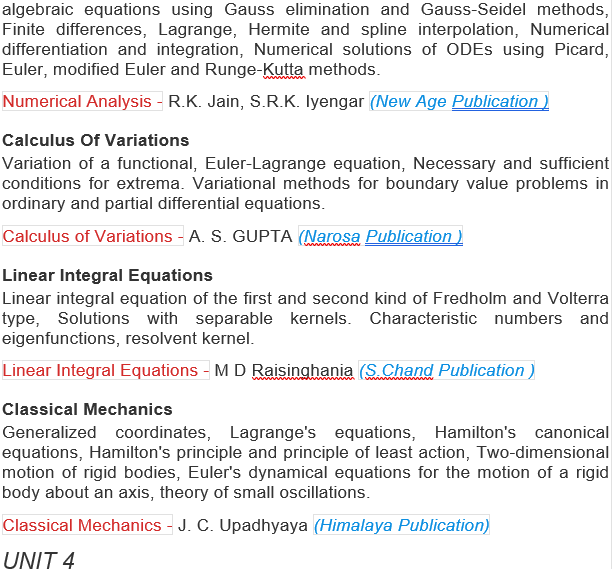 algebraic equations using Gauss elimination and Gauss-Seidel methods,
Finite differences, Lagrange, Hermite and spline interpolation, Numerical
differentiation and integration, Numerical solutions of ODEs using Picard,
Euler, modified Euler and Runge-Kutta methods.
Numerical Analysis - R.K. Jain, S.R.K. Iyengar (New Age Publication )
Calculus Of Variations
Variation of a functional, Euler-Lagrange equation, Necessary and sufficient
conditions for extrema. Variational methods for boundary value problems in
ordinary and partial differential equations.
Calculus of Variations - A. S. GUPTA (Narosa Publication )
Linear Integral Equations
Linear integral equation of the first and second kind of Fredholm and Volterra
type, Solutions with separable kernels. Characteristic numbers and
eigenfunctions, resolvent kernel.
Linear Integral Equations - M D Raisinghania (S.Chand Publication )
Classical Mechanics
Generalized coordinates, Lagrange's equations, Hamilton's canonical
equations, Hamilton's principle and principle of least action, Two-dimensional
motion of rigid bodies, Euler's dynamical equations for the motion of a rigid
body about an axis, theory of small oscillations.
Classical Mechanics - J. C. Upadhyaya (Himalaya Publication)
UNIT 4